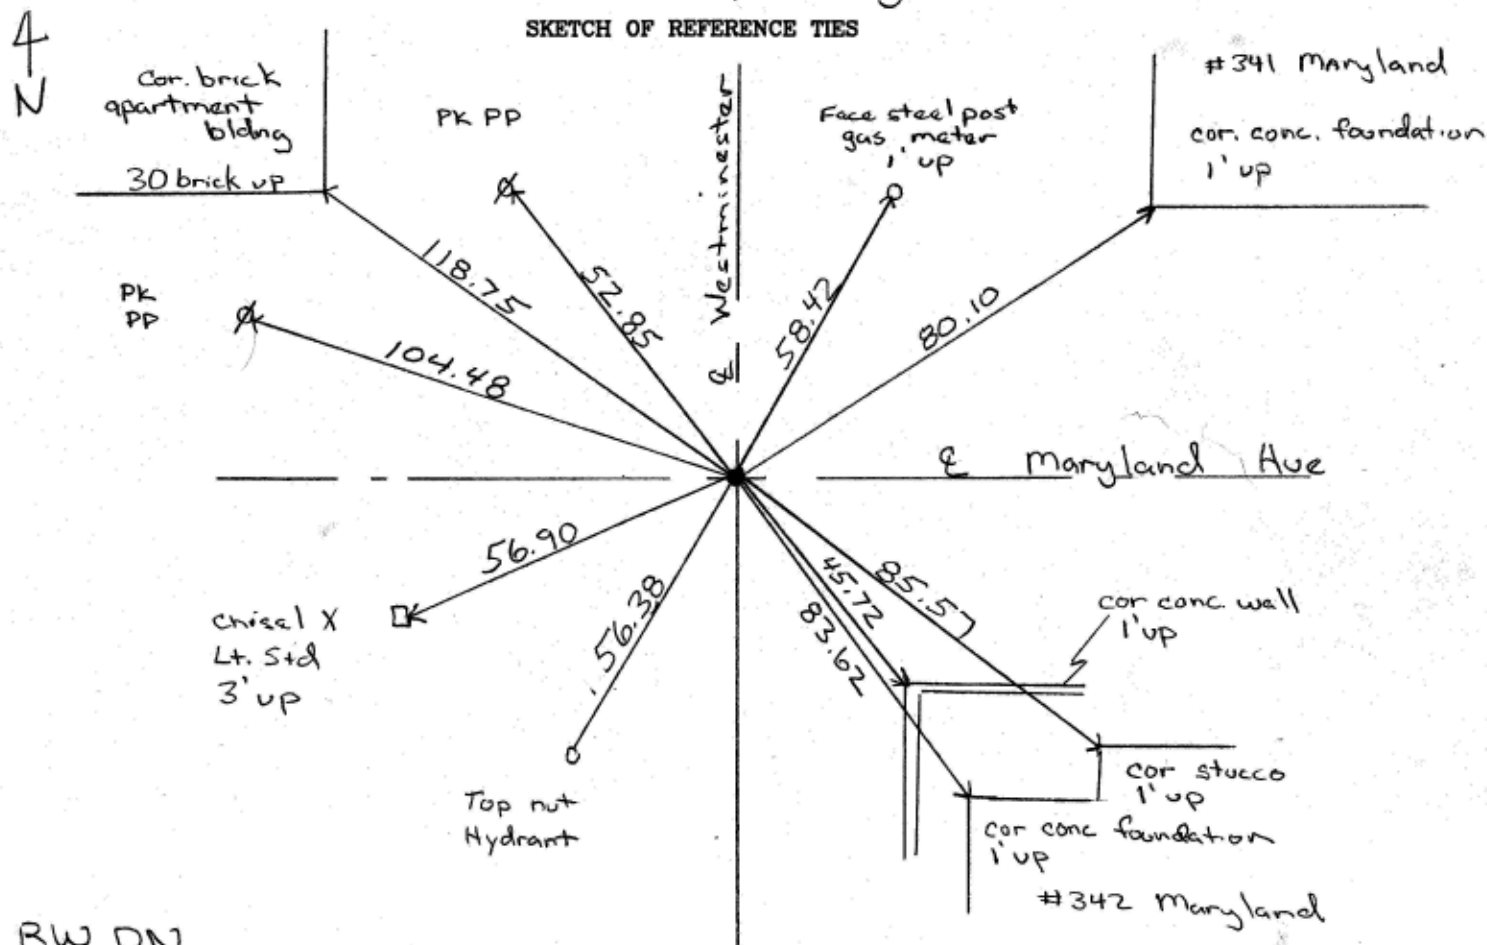 SKETCH OF REFERENCE TIES
N
Cor. brick
apartment
bldng
30 brick up
PK PP
℄ Westminester
Face steel post
gas meter
1' up
#341 Maryland
cor. conc. foundation
1' up
118.75
52.85
58.42
80.10
PK
PP
104.48
℄ Maryland Ave
56.90
56.38
45.72
85.57
83.62
chisel X
Lt. Std
3' up
cor conc. wall
1' up
Top nut
Hydrant
cor stucco
1' up
cor conc foundation
1' up
#342 Maryland
RW DN